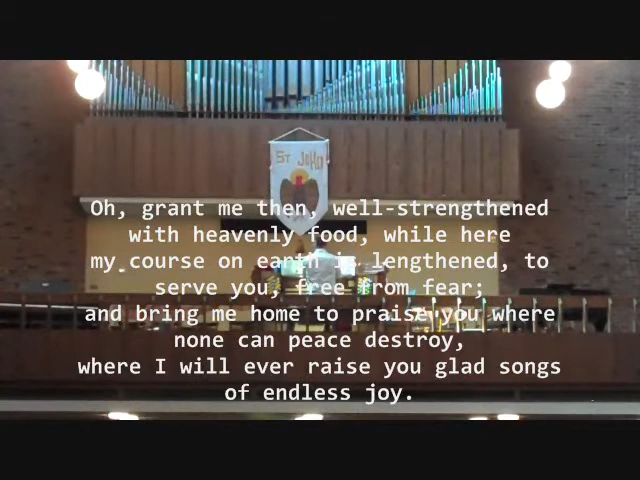 ST JOHN
Oh, grant me then, well-strengthened
with heavenly food, while here
my course on earth is lengthened, to
serve you, free from fear;
and bring me home to praise you where
none can peace destroy,
where I will ever raise you glad songs
of endless joy.